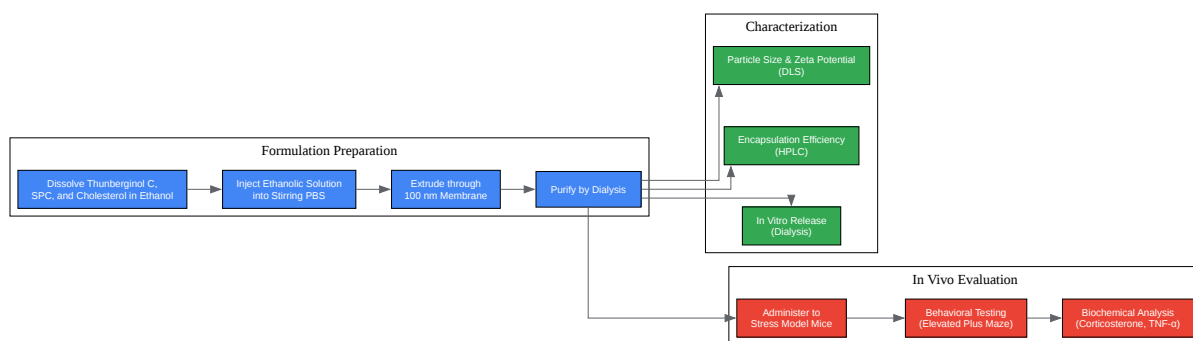 Formulation Preparation
Dissolve Thunberginol C,
SPC, and Cholesterol in Ethanol
Inject Ethanolic Solution
into Stirring PBS
Extrude through
100 nm Membrane
Purify by Dialysis
Characterization
Particle Size & Zeta Potential
(DLS)
Encapsulation Efficiency
(HPLC)
In Vitro Release
(Dialysis)
In Vivo Evaluation
Administer to
Stress Model Mice
Behavioral Testing
(Elevated Plus Maze)
Biochemical Analysis
(Corticosterone, TNF-α)